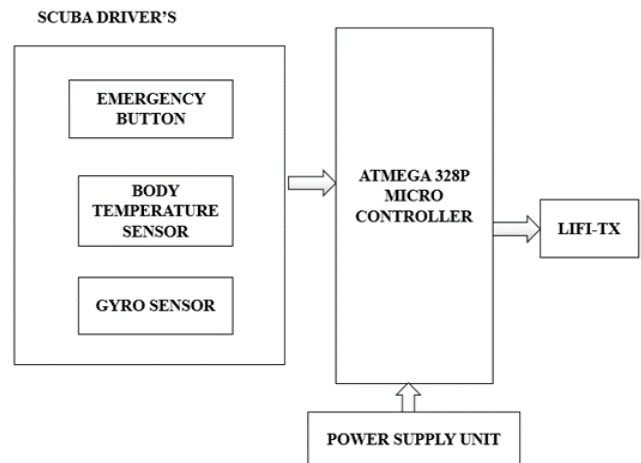 SCUBA DRIVER'S
EMERGENCY
BUTTON
BODY
TEMPERATURE
SENSOR
GYRO SENSOR
ATMEGA 328P
MICRO
CONTROLLER
LIFI-TX
POWER SUPPLY UNIT